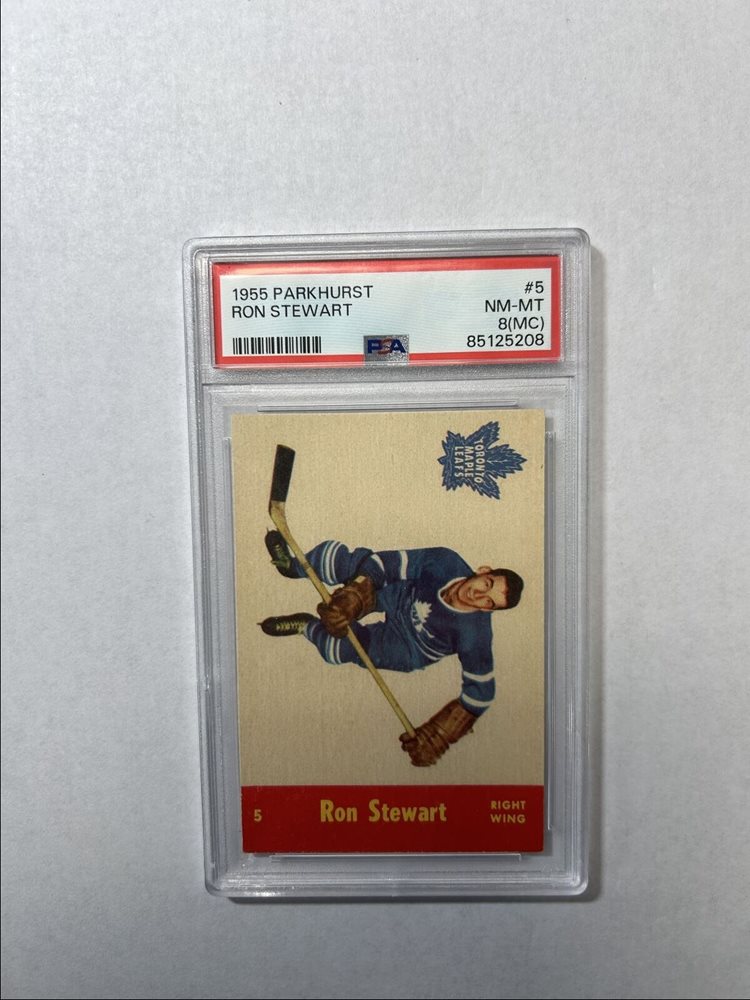 1955 PARKHURST #5
RON STEWART NM-MT
8(MC)
PSA 85125208
TORONTO
MAPLE
LEAFS
5 Ron Stewart RIGHT
WING